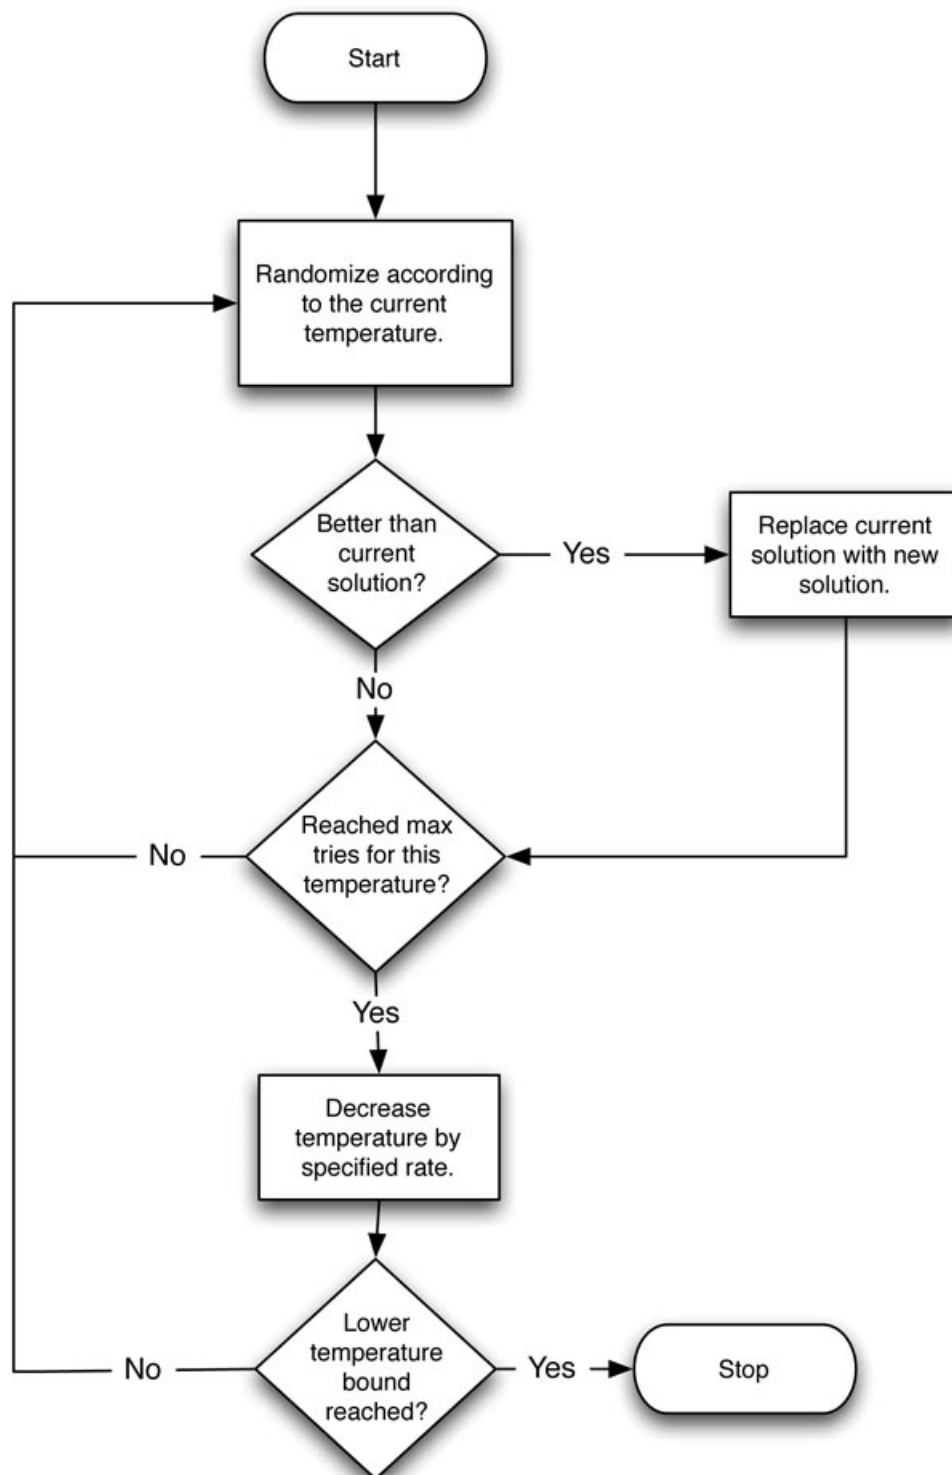 Start
Randomize according
to the current
temperature.
Better than
current
solution?
Yes
Replace current
solution with new
solution.
No
Reached max
tries for this
temperature?
No
Yes
Decrease
temperature by
specified rate.
Lower
temperature
bound
reached?
No
Yes
Stop